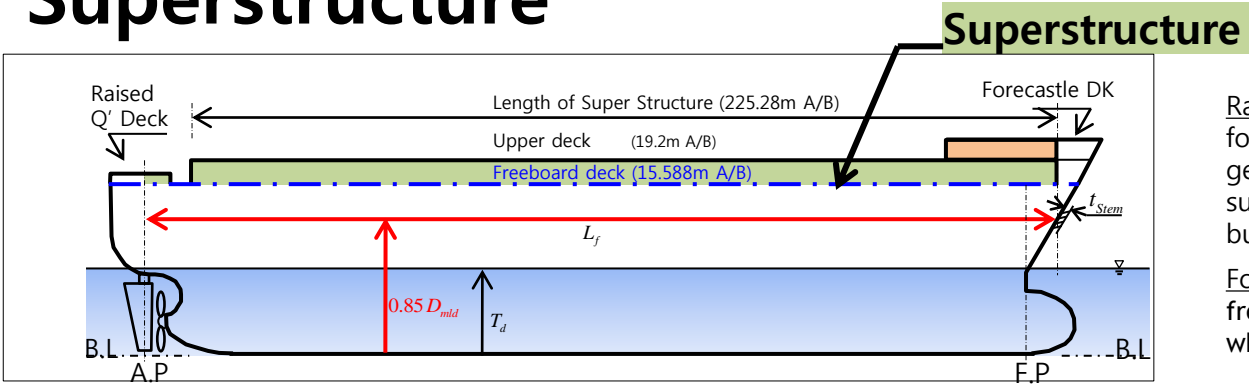 Superstructure
Superstructure
Raised
Q' Deck
Length of Super Structure (225.28m A/B)
Forecastle DK
Upper deck (19.2m A/B)
Freeboard deck (15.588m A/B)
t_Stem
L_f
0.85 D_mld
T_d
B.L
B.L
A.P
F.P
Ra
fo
ge
su
bu
Fo
fre
wh